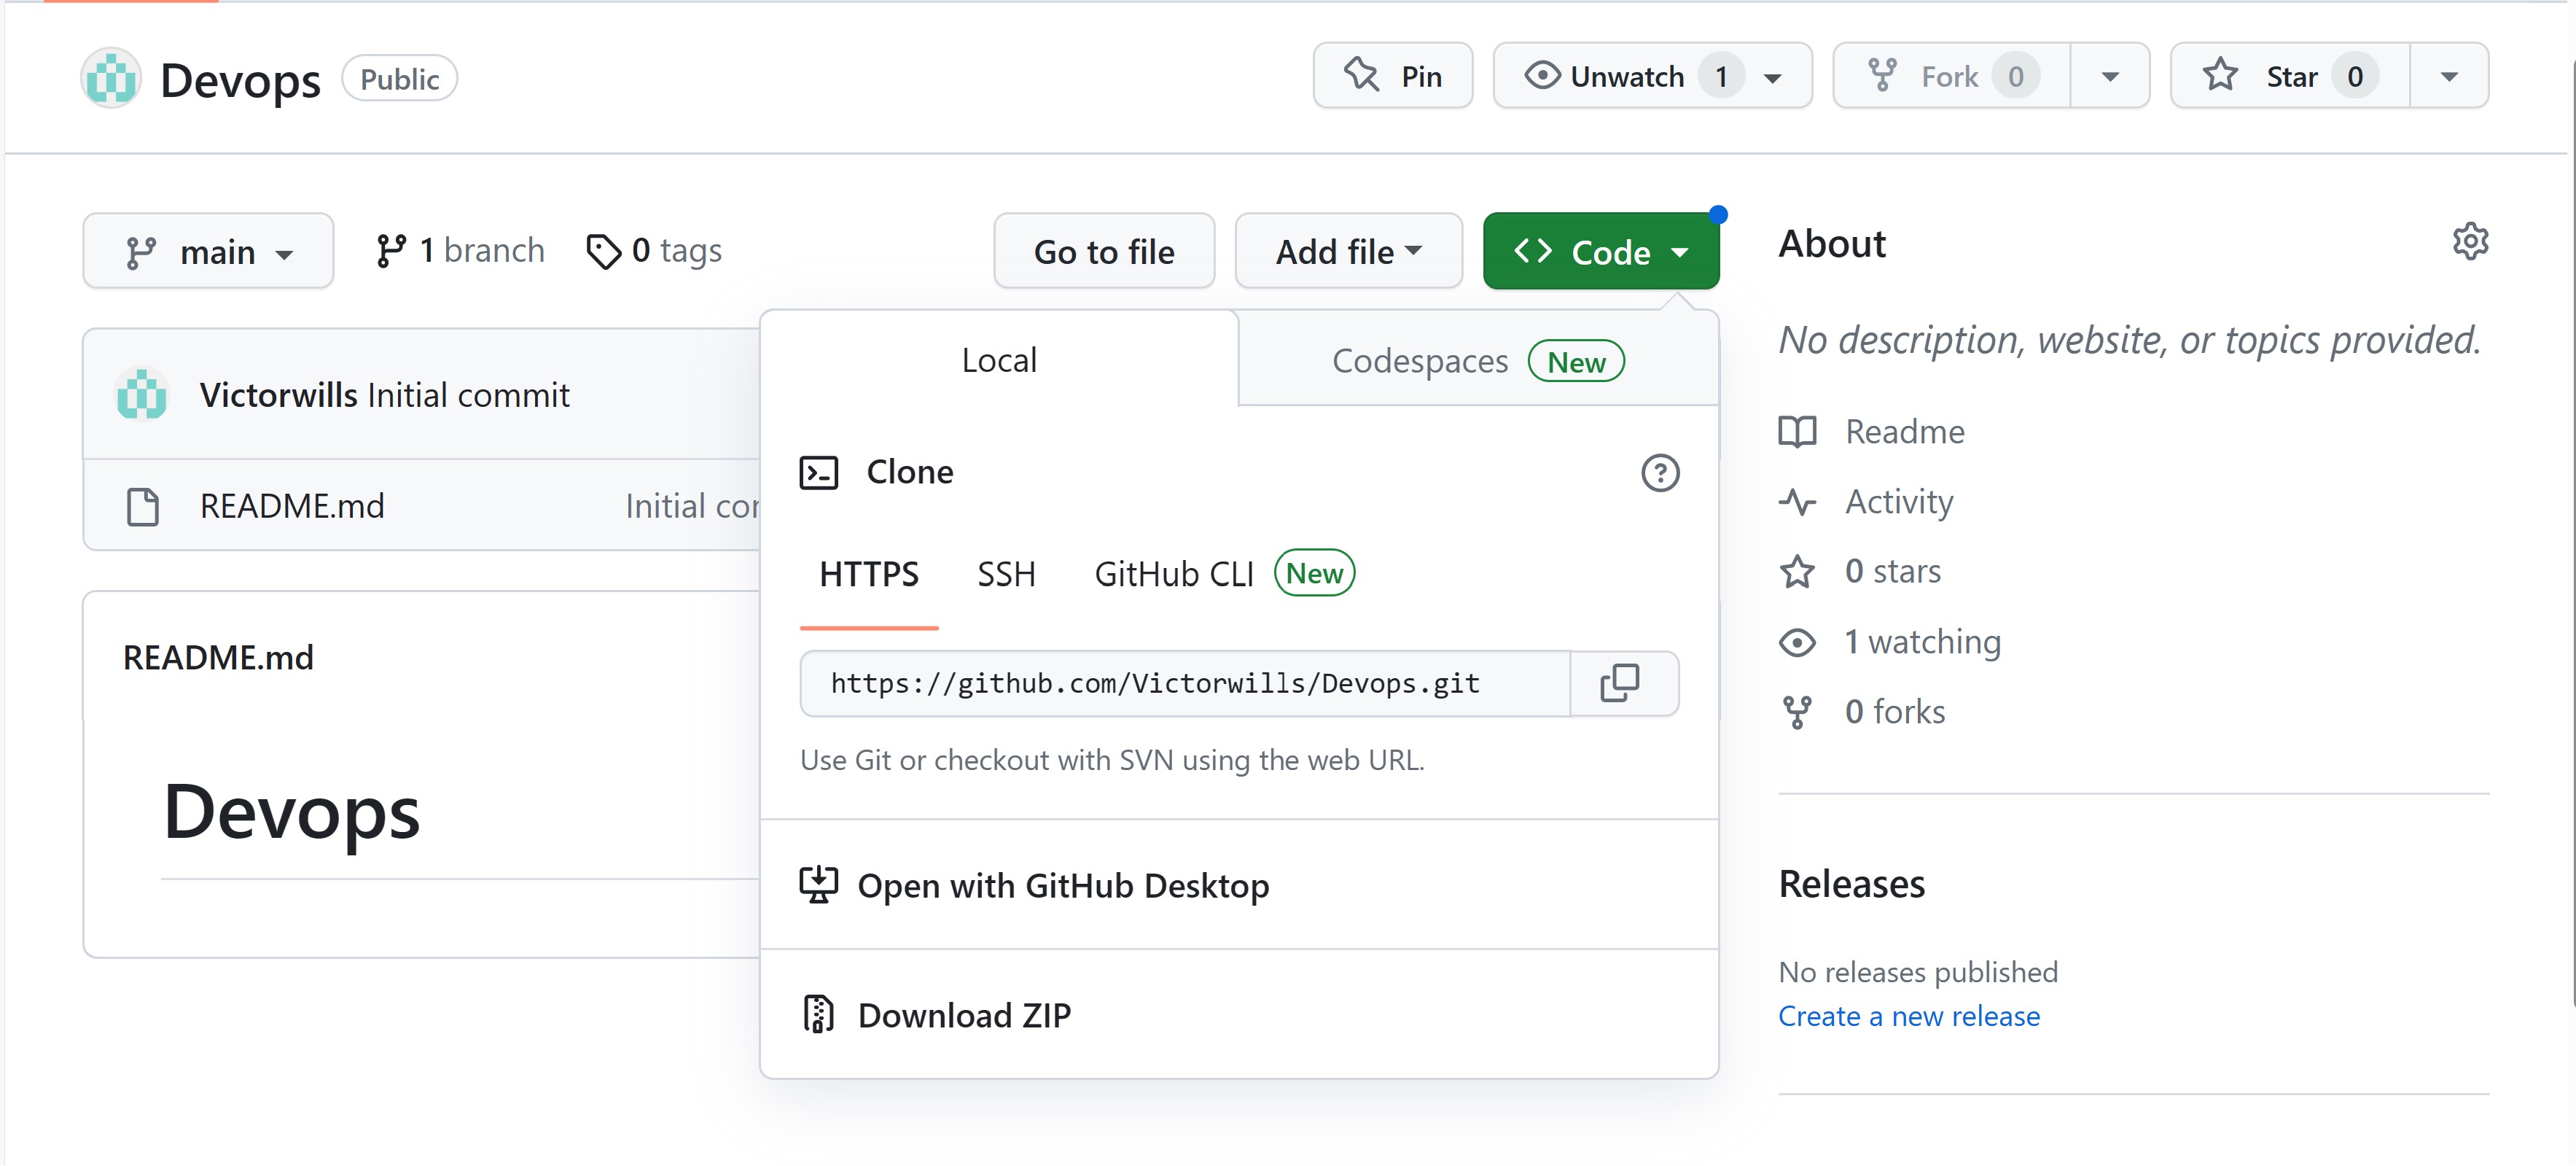 Devops Public Pin Unwatch 1 Fork 0 Star 0
main 1 branch 0 tags Go to file Add file Code
Victorwills Initial commit
README.md Initial
README.md
Devops
Local Codespaces New
Clone
HTTPS SSH GitHub CLI New
https://github.com/Victorwills/Devops.git
Use Git or checkout with SVN using the web URL.
Open with GitHub Desktop
Download ZIP
About
No description, website, or topics provided.
Readme
Activity
0 stars
1 watching
0 forks
Releases
No releases published
Create a new release